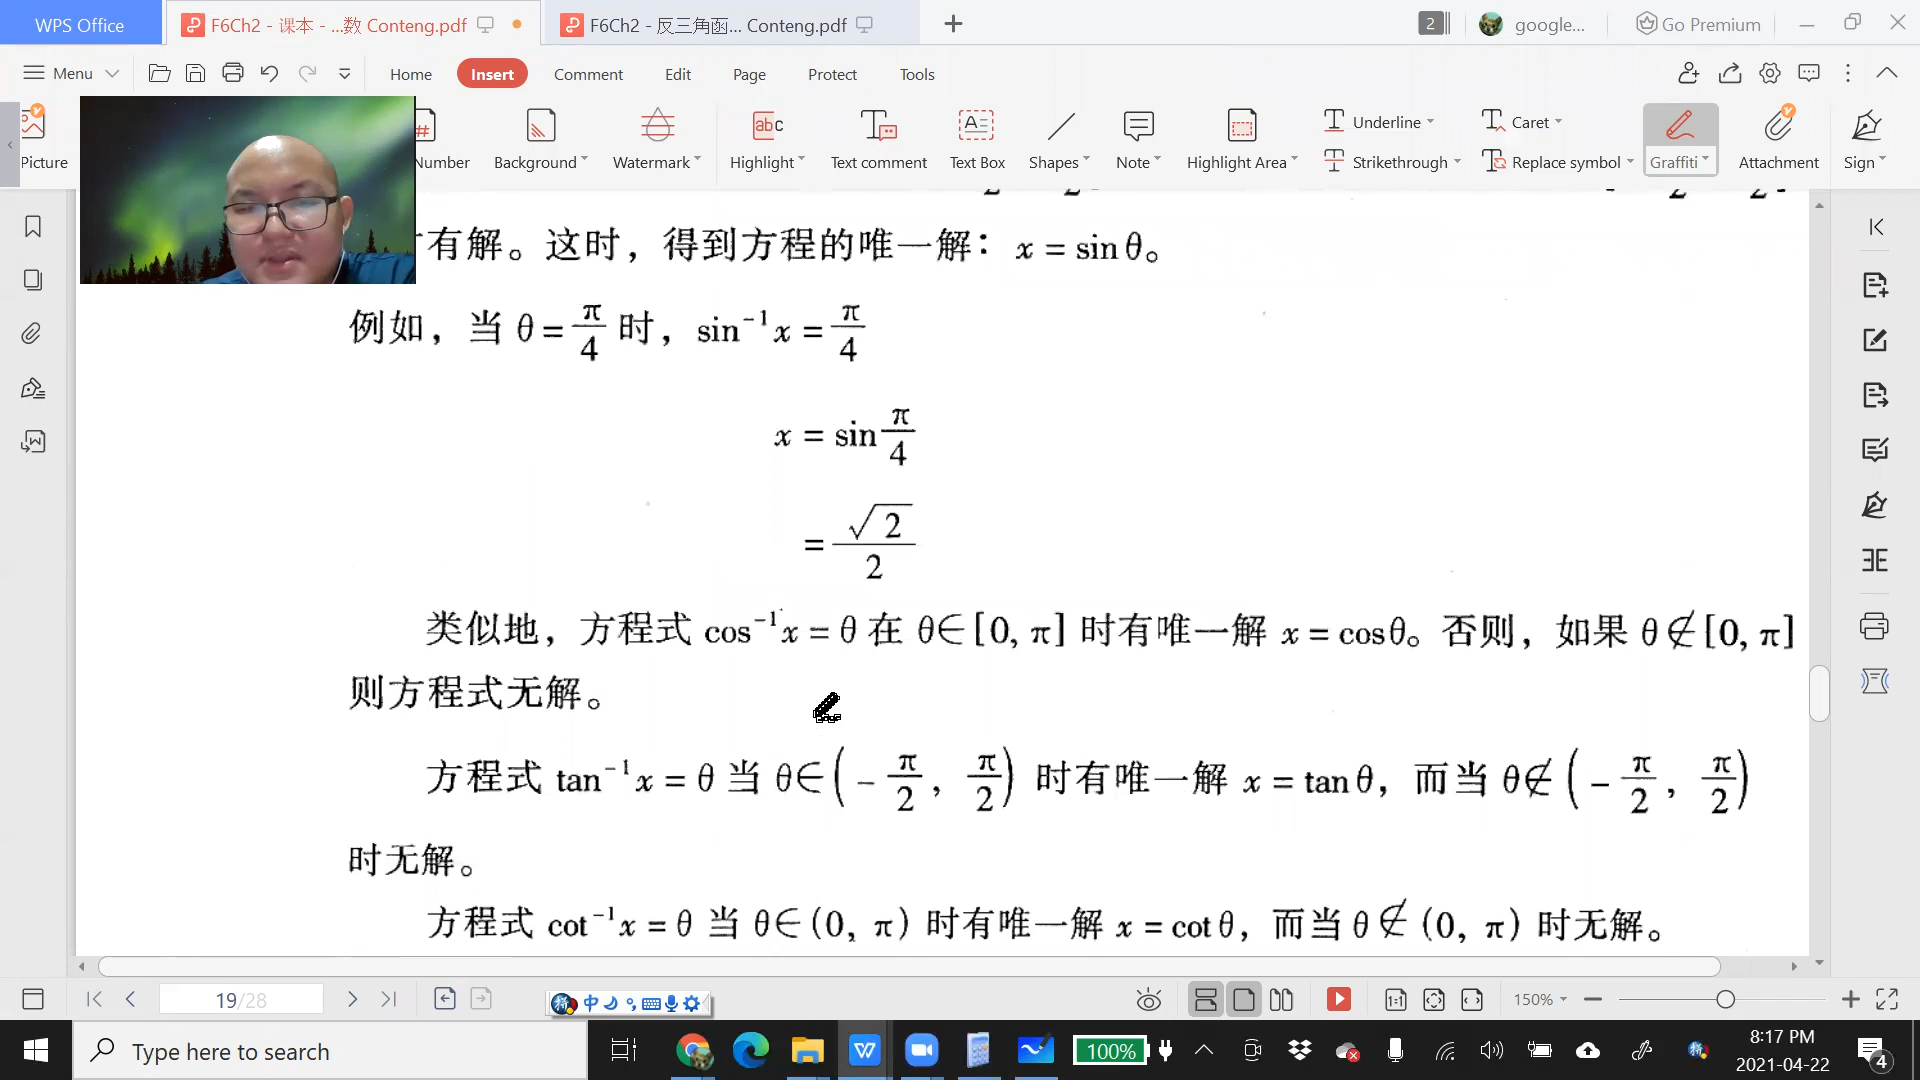 WPS Office
F6Ch2 - 课本 - ...数 Conteng.pdf
F6Ch2 - 反三角函... Conteng.pdf
2
google...
Go Premium
Menu
Home
Insert
Comment
Edit
Page
Protect
Tools
Picture
Number
Background
Watermark
Highlight
Text comment
Text Box
Shapes
Note
Highlight Area
Underline
Strikethrough
Caret
Replace symbol
Graffiti
Attachment
Sign
有解。这时，得到方程的唯一解：x = sin θ。
例如，当 θ = π/4 时，sin⁻¹x = π/4
x = sin π/4
= √2/2
类似地，方程式 cos⁻¹x = θ 在 θ∈[0, π] 时有唯一解 x = cosθ。否则，如果 θ∉[0, π]
则方程式无解。
方程式 tan⁻¹x = θ 当 θ∈(-π/2, π/2) 时有唯一解 x = tanθ，而当 θ∉(-π/2, π/2)
时无解。
方程式 cot⁻¹x = θ 当 θ∈(0, π) 时有唯一解 x = cotθ，而当 θ∉(0, π) 时无解。
19/28
中
150%
Type here to search
100%
8:17 PM
2021-04-22
4